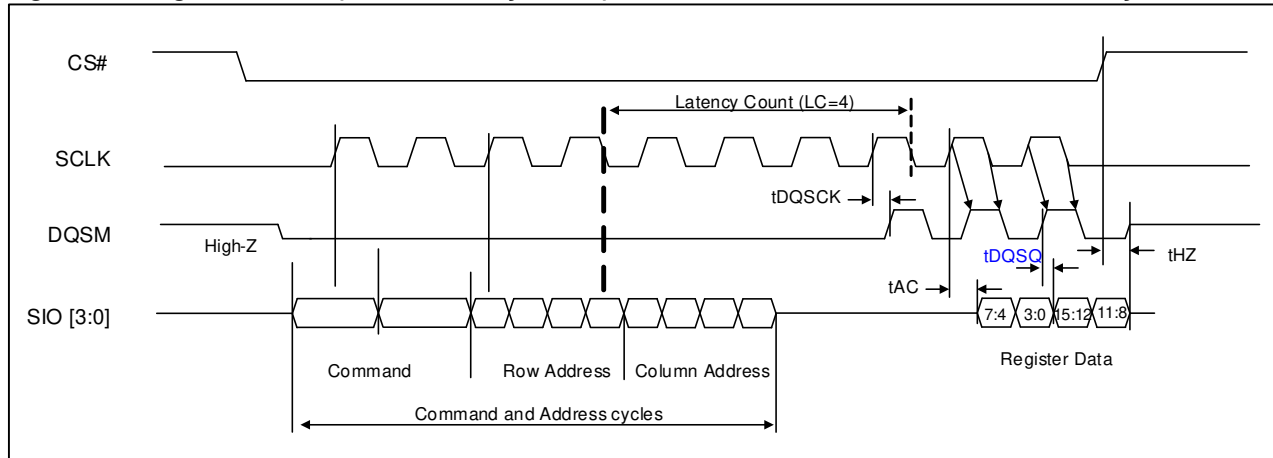 CS#
Latency Count (LC=4)
SCLK
tDQSCK
DQSM
High-Z
tDQSQ
tHZ
tAC
SIO [3:0]
7:4 3:0 15:12 11:8
Command Row Address Column Address Register Data
Command and Address cycles